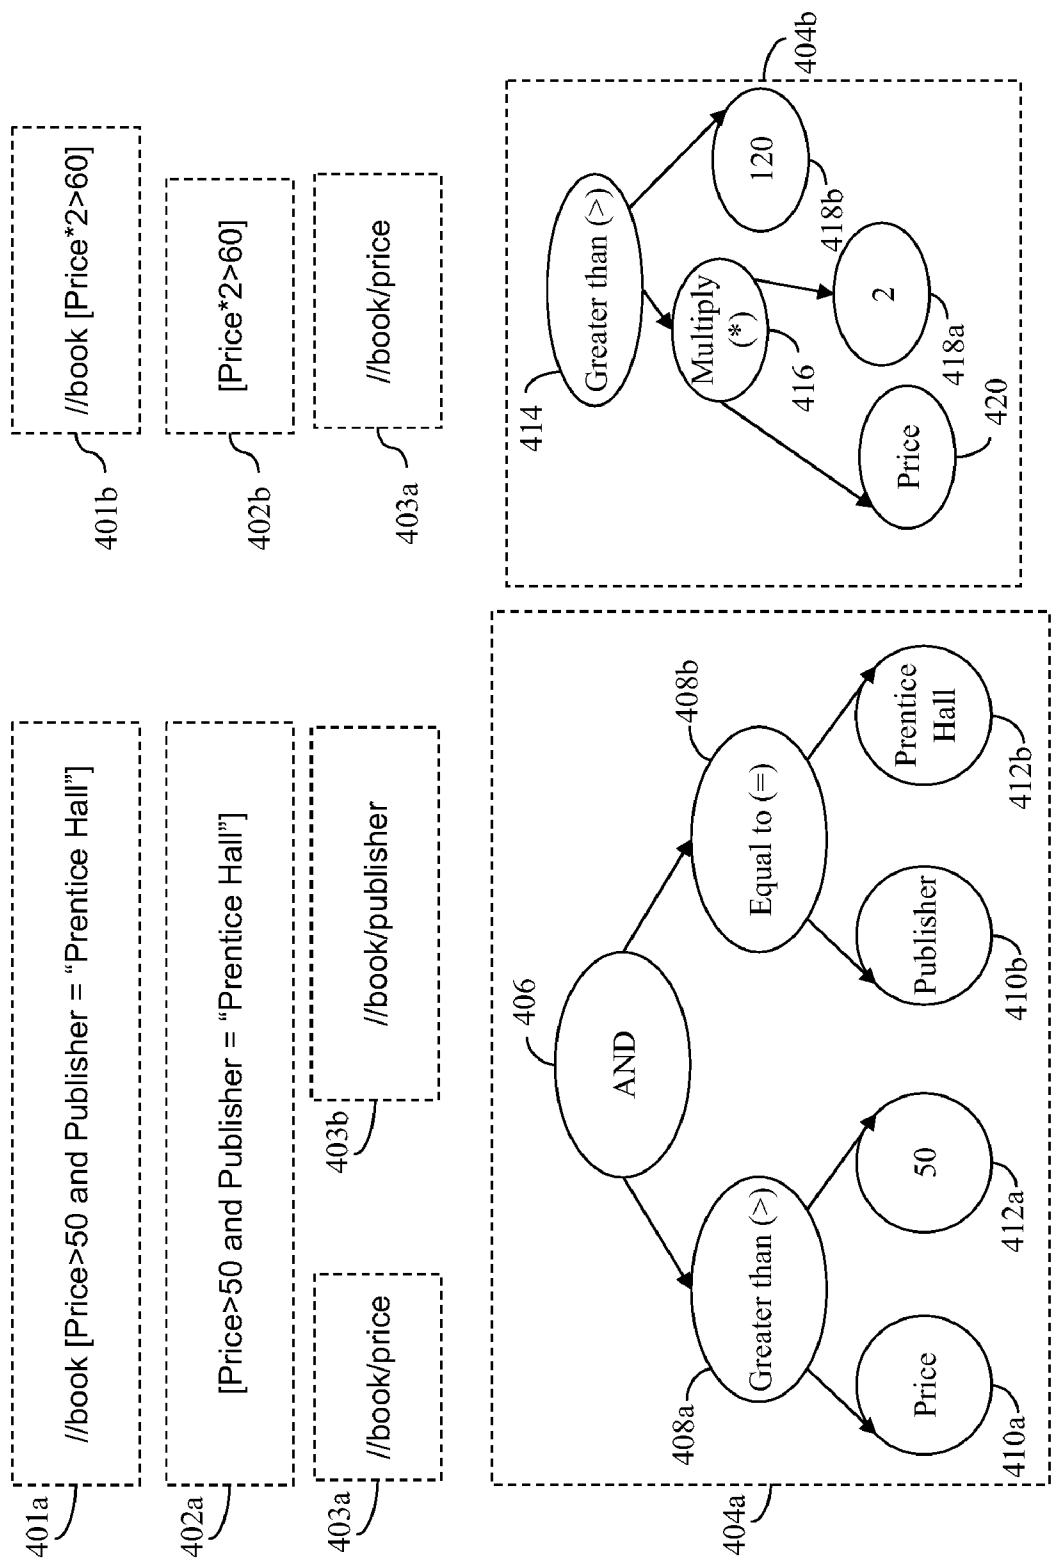 //book [Price>50 and Publisher = “Prentice Hall”]
401a
[Price>50 and Publisher = “Prentice Hall”]
402a
//book/price
403a
//book/publisher
403b
//book [Price*2>60]
401b
[Price*2>60]
402b
//book/price
403a
404a
406
AND
408a
Greater than (>)
408b
Equal to (=)
Price
410a
50
412a
Publisher
410b
Prentice
Hall
412b
404b
414
Greater than (>)
Multiply
(*)
416
120
418b
2
418a
Price
420